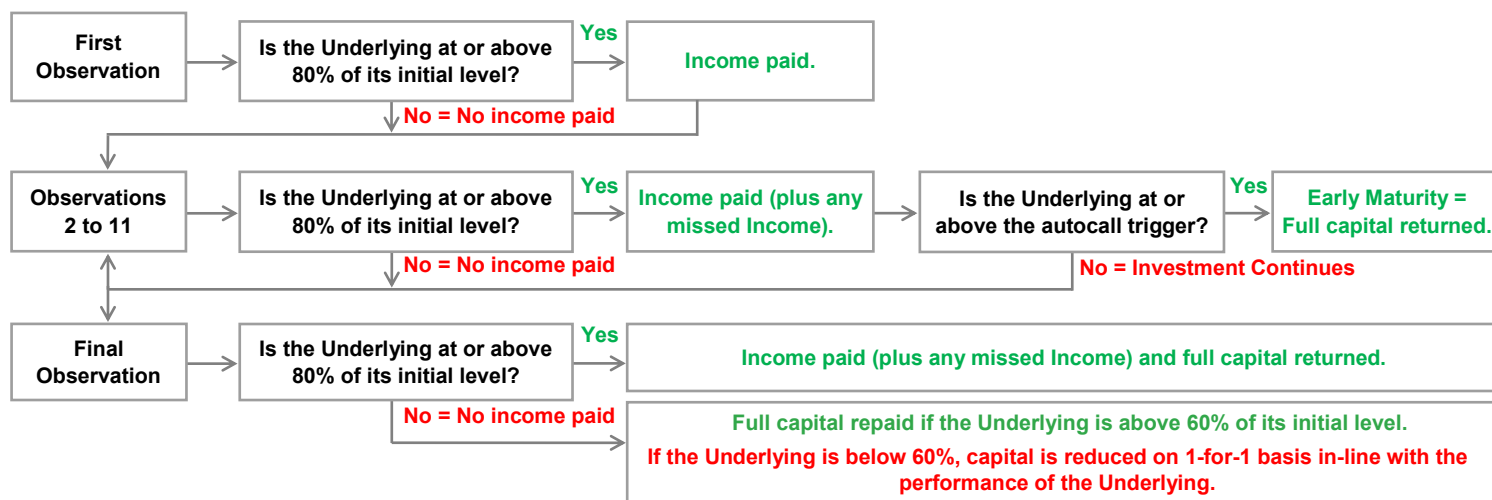 First
Observation
Is the Underlying at or above
80% of its initial level?
Yes
Income paid.
No = No income paid
Observations
2 to 11
Is the Underlying at or above
80% of its initial level?
Yes
Income paid (plus any
missed Income).
Is the Underlying at or
above the autocall trigger?
Yes
Early Maturity =
Full capital returned.
No = No income paid
No = Investment Continues
Final
Observation
Is the Underlying at or above
80% of its initial level?
Yes
Income paid (plus any missed Income) and full capital returned.
No = No income paid
Full capital repaid if the Underlying is above 60% of its initial level.
If the Underlying is below 60%, capital is reduced on 1-for-1 basis in-line with the
performance of the Underlying.